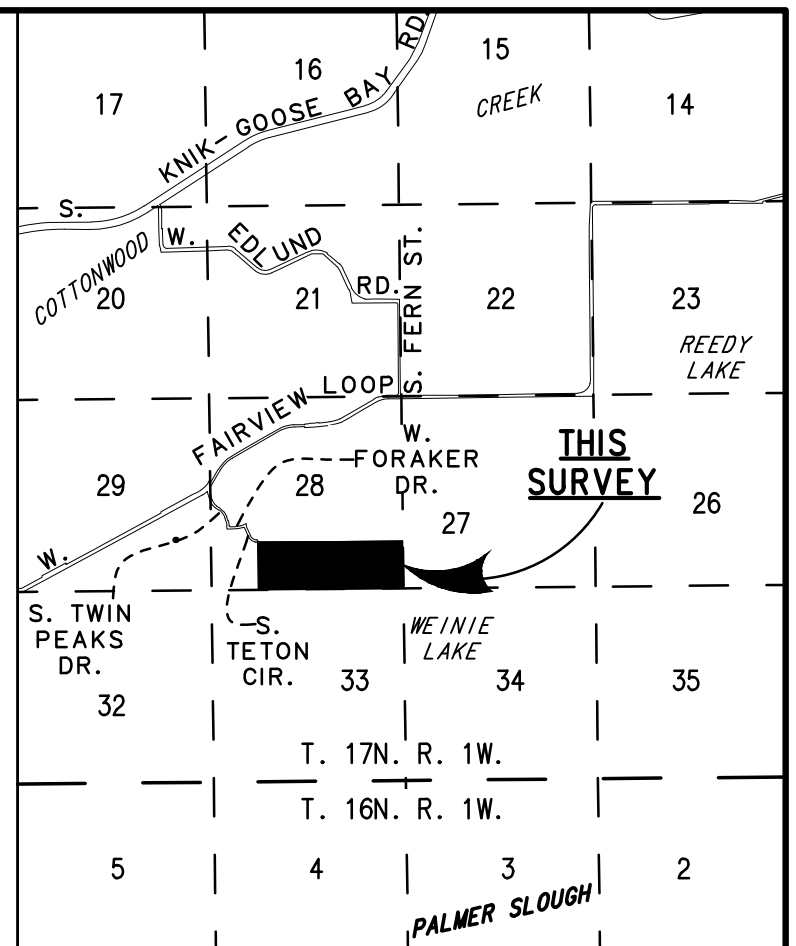 17
16
15
14
CREEK
S. KNIK-GOOSE BAY RD.
COTTONWOOD
W. EDLUND RD.
S. FERN ST.
20
21
22
23
REEDY
LAKE
W. FAIRVIEW LOOP
W.
FORAKER
DR.
THIS
SURVEY
29
28
27
26
S. TWIN
PEAKS
DR.
S.
TETON
CIR.
WEINIE
LAKE
32
33
34
35
T. 17N. R. 1W.
T. 16N. R. 1W.
5
4
3
2
PALMER SLOUGH